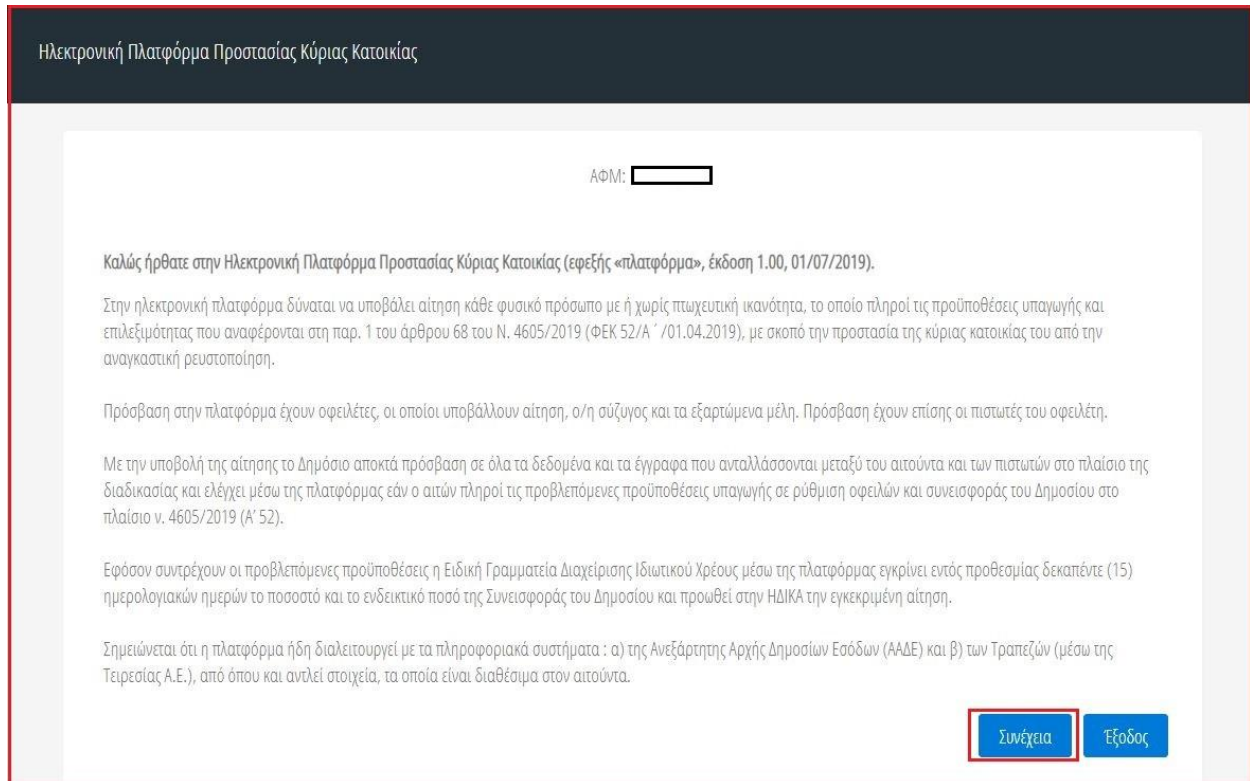 Ηλεκτρονική Πλατφόρμα Προστασίας Κύριας Κατοικίας
ΑΦΜ:
Καλώς ήρθατε στην Ηλεκτρονική Πλατφόρμα Προστασίας Κύριας Κατοικίας (εφεξής «πλατφόρμα», έκδοση 1.00, 01/07/2019).
Στην ηλεκτρονική πλατφόρμα δύναται να υποβάλει αίτηση κάθε φυσικό πρόσωπο με ή χωρίς πτωχευτική ικανότητα, το οποίο πληροί τις προϋποθέσεις υπαγωγής και
επιλεξιμότητας που αναφέρονται στη παρ. 1 του άρθρου 68 του Ν. 4605/2019 (ΦΕΚ 52/Α ΄ /01.04.2019), με σκοπό την προστασία της κύριας κατοικίας του από την
αναγκαστική ρευστοποίηση.
Πρόσβαση στην πλατφόρμα έχουν οφειλέτες, οι οποίοι υποβάλλουν αίτηση, ο/η σύζυγος και τα εξαρτώμενα μέλη. Πρόσβαση έχουν επίσης οι πιστωτές του οφειλέτη.
Με την υποβολή της αίτησης το Δημόσιο αποκτά πρόσβαση σε όλα τα δεδομένα και τα έγγραφα που ανταλλάσσονται μεταξύ του αιτούντα και των πιστωτών στο πλαίσιο της
διαδικασίας και ελέγχει μέσω της πλατφόρμας εάν ο αιτών πληροί τις προβλεπόμενες προϋποθέσεις υπαγωγής σε ρύθμιση οφειλών και συνεισφοράς του Δημοσίου στο
πλαίσιο ν. 4605/2019 (Α' 52).
Εφόσον συντρέχουν οι προβλεπόμενες προϋποθέσεις η Ειδική Γραμματεία Διαχείρισης Ιδιωτικού Χρέους μέσω της πλατφόρμας εγκρίνει εντός προθεσμίας δεκαπέντε (15)
ημερολογιακών ημερών το ποσοστό και το ενδεικτικό ποσό της Συνεισφοράς του Δημοσίου και προωθεί στην ΗΔΙΚΑ την εγκεκριμένη αίτηση.
Σημειώνεται ότι η πλατφόρμα ήδη διαλειτουργεί με τα πληροφοριακά συστήματα : α) της Ανεξάρτητης Αρχής Δημοσίων Εσόδων (ΑΑΔΕ) και β) των Τραπεζών (μέσω της
Τειρεσίας Α.Ε.), από όπου και αντλεί στοιχεία, τα οποία είναι διαθέσιμα στον αιτούντα.
Συνέχεια Έξοδος